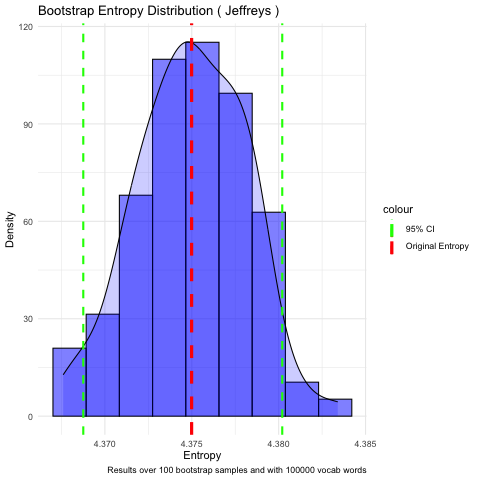 Bootstrap Entropy Distribution ( Jeffreys )
120
90
60
30
0
Density
4.370
4.375
4.380
4.385
Entropy
Results over 100 bootstrap samples and with 100000 vocab words
colour
95% CI
Original Entropy